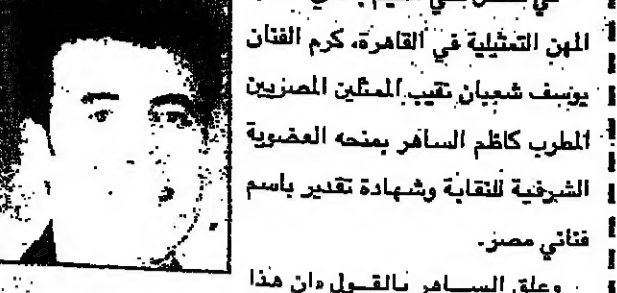 المهن التمثيلية في القاهرة، كرم الفنان
يوسف شعبان نقيب الممثلين المصريين
المطرب كاظم الساهر بمنحه العضوية
الشرفية للنقابة وشهادة تقدير باسم
فناني مصر.
وعلق الساهر بالقول «ان هذا